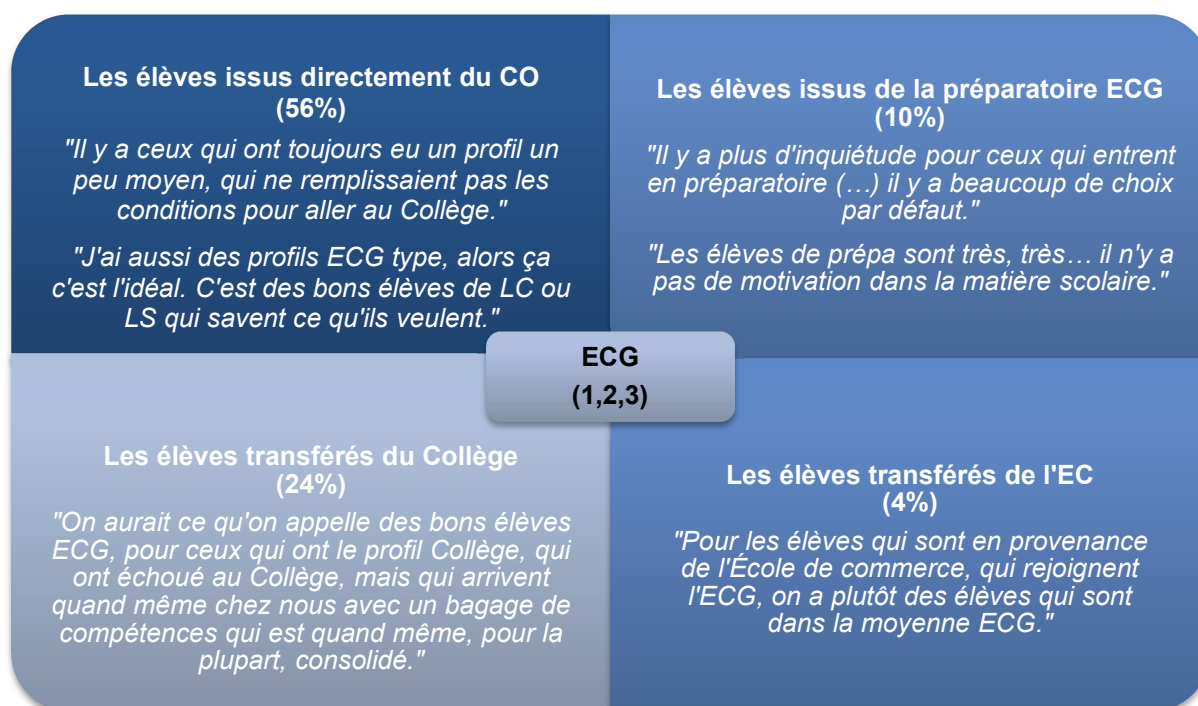 Les élèves issus directement du CO
(56%)
"Il y a ceux qui ont toujours eu un profil un
peu moyen, qui ne remplissaient pas les
conditions pour aller au Collège."
"J'ai aussi des profils ECG type, alors ça
c'est l'idéal. C'est des bons élèves de LC ou
LS qui savent ce qu'ils veulent."
Les élèves issus de la préparatoire ECG
(10%)
"Il y a plus d'inquiétude pour ceux qui entrent
en préparatoire (…) il y a beaucoup de choix
par défaut."
"Les élèves de prépa sont très, très… il n'y a
pas de motivation dans la matière scolaire."
ECG
(1,2,3)
Les élèves transférés du Collège
(24%)
"On aurait ce qu'on appelle des bons élèves
ECG, pour ceux qui ont le profil Collège, qui
ont échoué au Collège, mais qui arrivent
quand même chez nous avec un bagage de
compétences qui est quand même, pour la
plupart, consolidé."
Les élèves transférés de l'EC
(4%)
"Pour les élèves qui sont en provenance
de l'École de commerce, qui rejoignent
l'ECG, on a plutôt des élèves qui sont
dans la moyenne ECG."